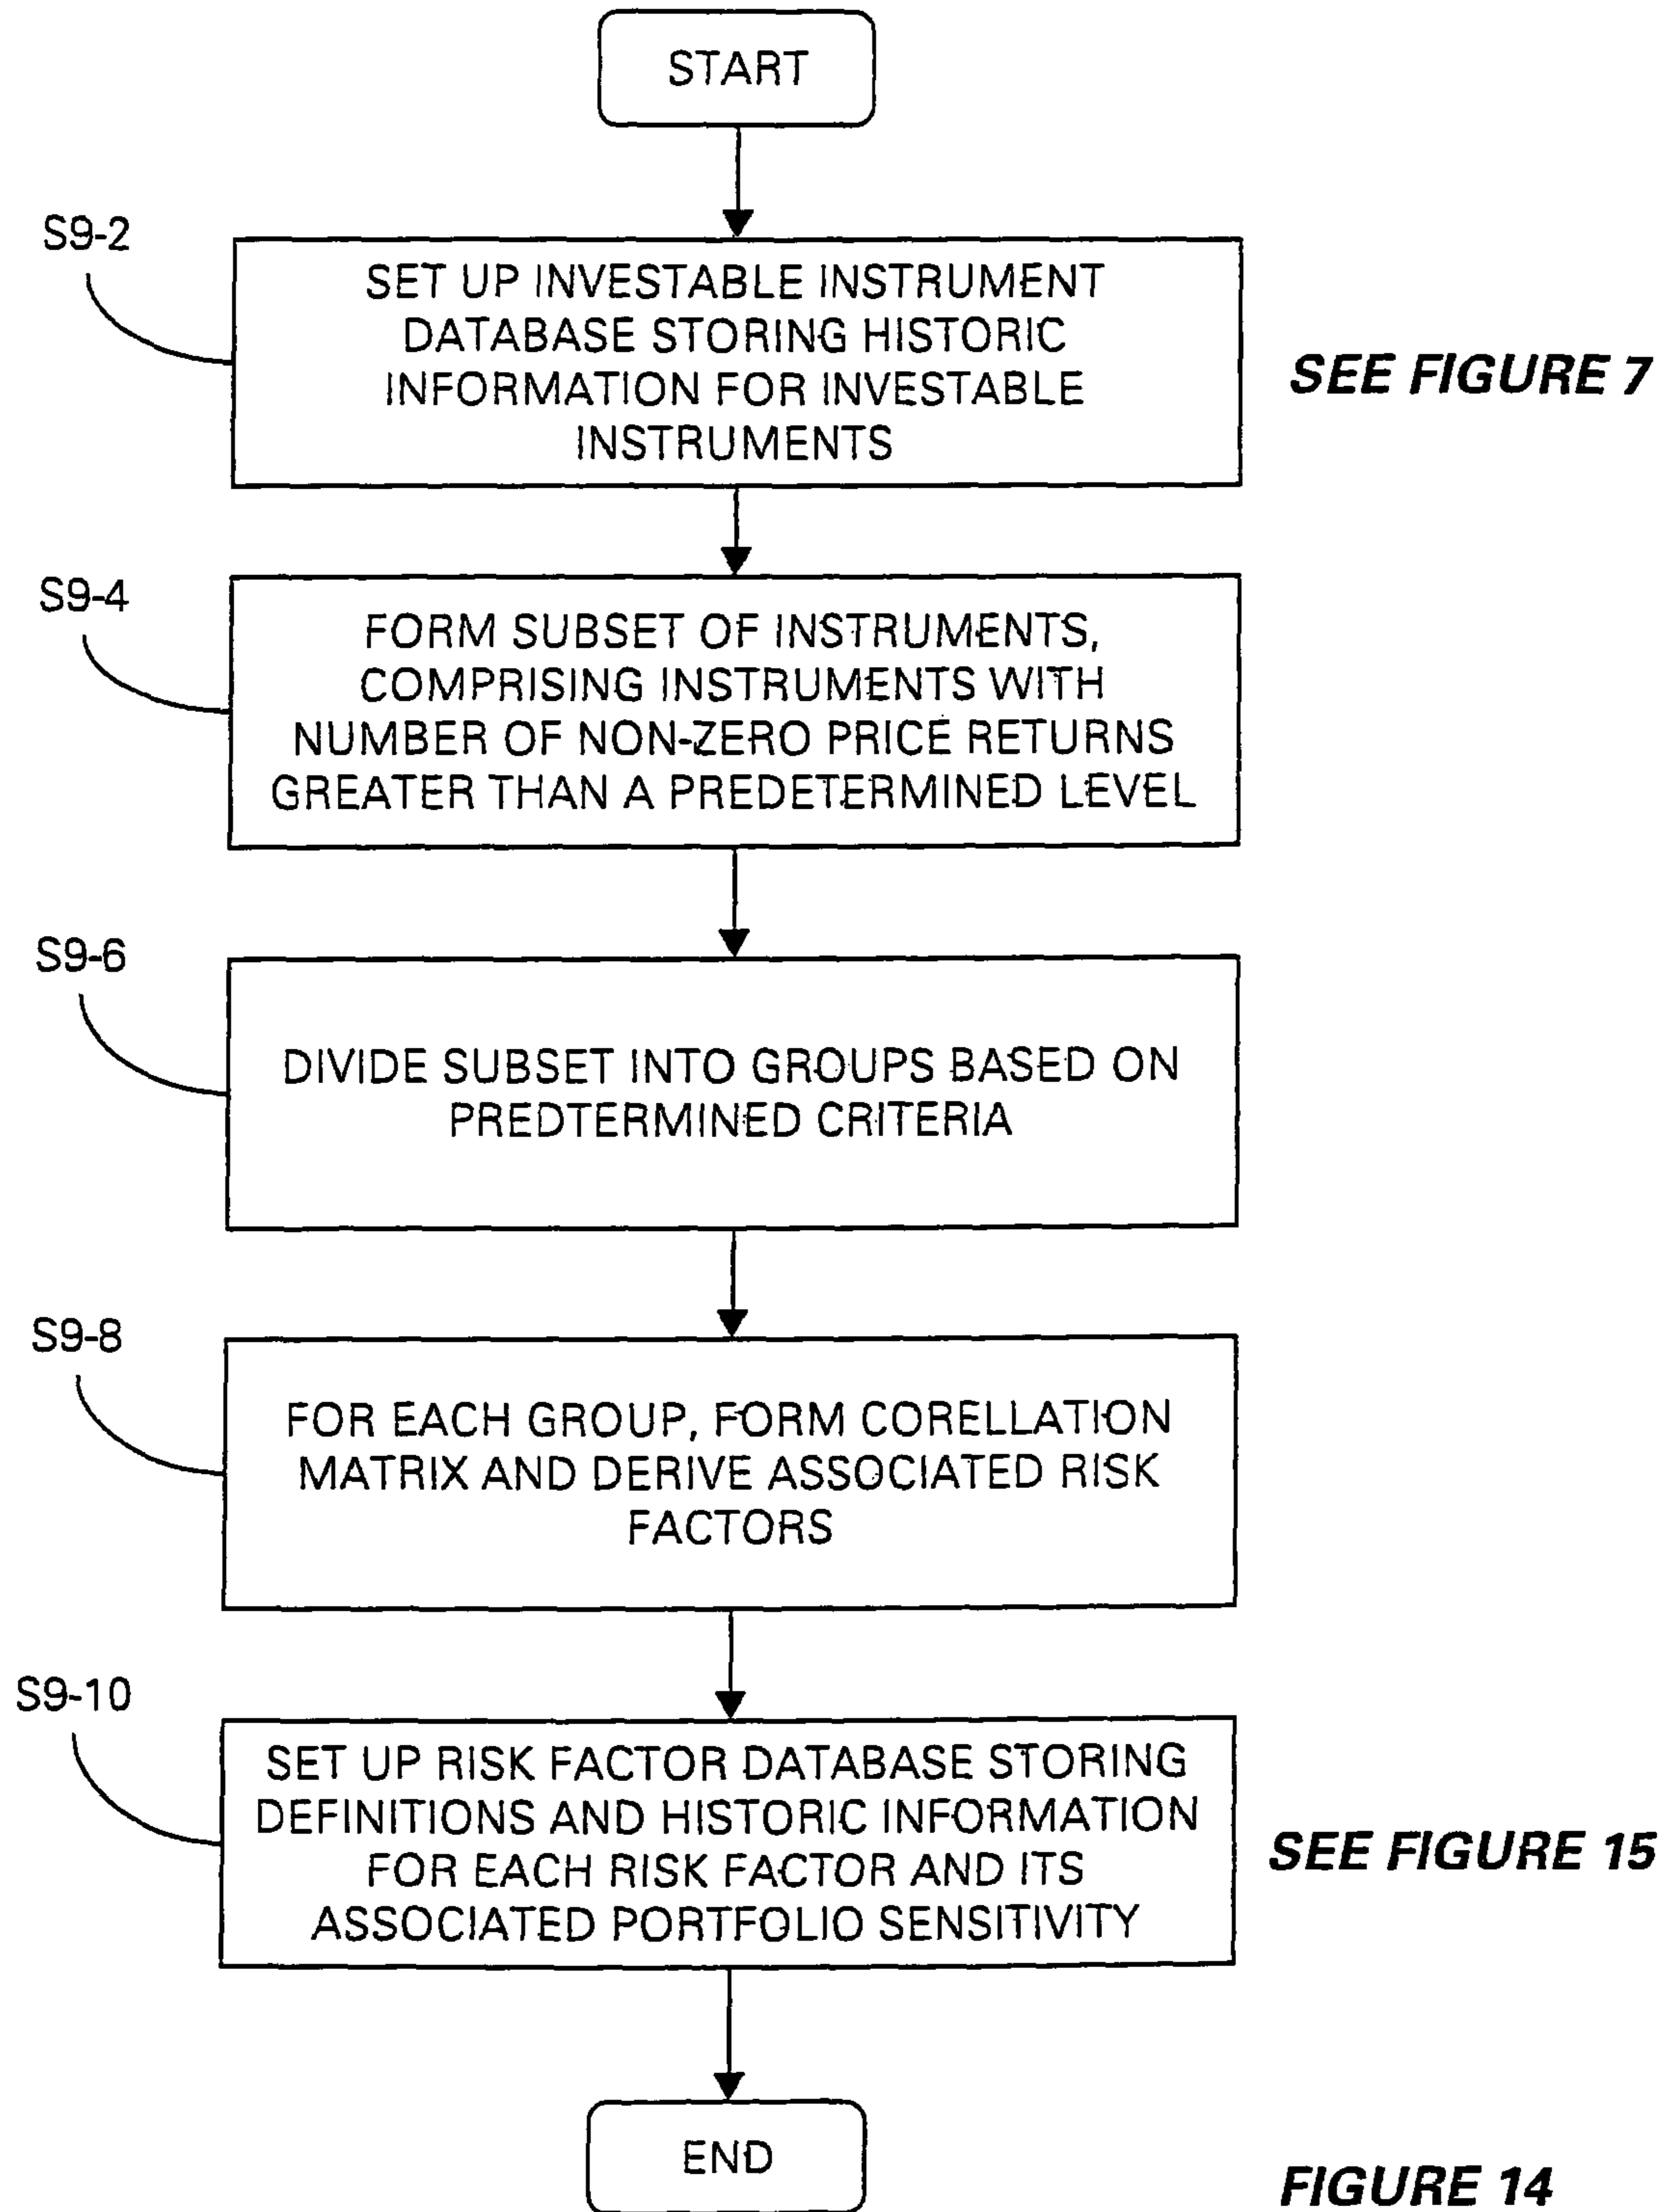 START
S9-2
SET UP INVESTABLE INSTRUMENT
DATABASE STORING HISTORIC
INFORMATION FOR INVESTABLE
INSTRUMENTS
SEE FIGURE 7
S9-4
FORM SUBSET OF INSTRUMENTS,
COMPRISING INSTRUMENTS WITH
NUMBER OF NON-ZERO PRICE RETURNS
GREATER THAN A PREDETERMINED LEVEL
S9-6
DIVIDE SUBSET INTO GROUPS BASED ON
PREDTERMINED CRITERIA
S9-8
FOR EACH GROUP, FORM CORELLATION
MATRIX AND DERIVE ASSOCIATED RISK
FACTORS
S9-10
SET UP RISK FACTOR DATABASE STORING
DEFINITIONS AND HISTORIC INFORMATION
FOR EACH RISK FACTOR AND ITS
ASSOCIATED PORTFOLIO SENSITIVITY
SEE FIGURE 15
END
FIGURE 14